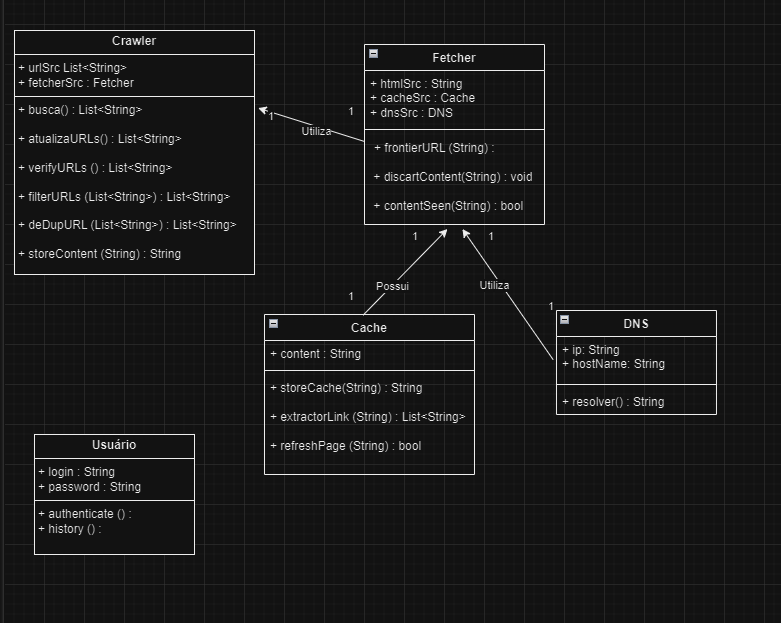 Crawler
+ urlSrc List<String>
+ fetcherSrc : Fetcher
+ busca() : List<String>
+ atualizaURLs() : List<String>
+ verifyURLs () : List<String>
+ filterURLs (List<String>) : List<String>
+ deDupURL (List<String>) : List<String>
+ storeContent (String) : String
1
Utiliza
1
Fetcher
+ htmlSrc : String
+ cacheSrc : Cache
+ dnsSrc : DNS
+ frontierURL (String) :
+ discartContent(String) : void
+ contentSeen(String) : bool
1
1
Possui
Utiliza
1
1
Cache
+ content : String
+ storeCache(String) : String
+ extractorLink (String) : List<String>
+ refreshPage (String) : bool
DNS
+ ip: String
+ hostName: String
+ resolver() : String
Usuário
+ login : String
+ password : String
+ authenticate () :
+ history () :